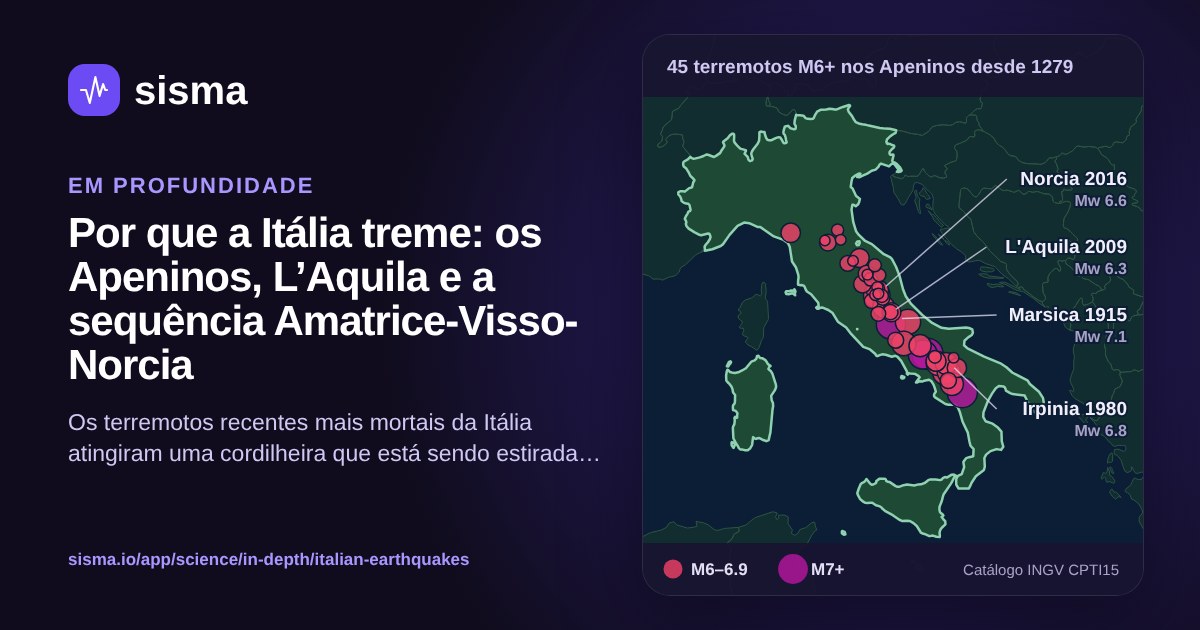 sisma
EM PROFUNDIDADE
Por que a Itália treme: os
Apeninos, L’Aquila e a
sequência Amatrice-Visso-
Norcia
Os terremotos recentes mais mortais da Itália
atingiram uma cordilheira que está sendo estirada…
sisma.io/app/science/in-depth/italian-earthquakes
45 terremotos M6+ nos Apeninos desde 1279
Norcia 2016
Mw 6.6
L'Aquila 2009
Mw 6.3
Marsica 1915
Mw 7.1
Irpinia 1980
Mw 6.8
M6–6.9
M7+
Catálogo INGV CPTI15